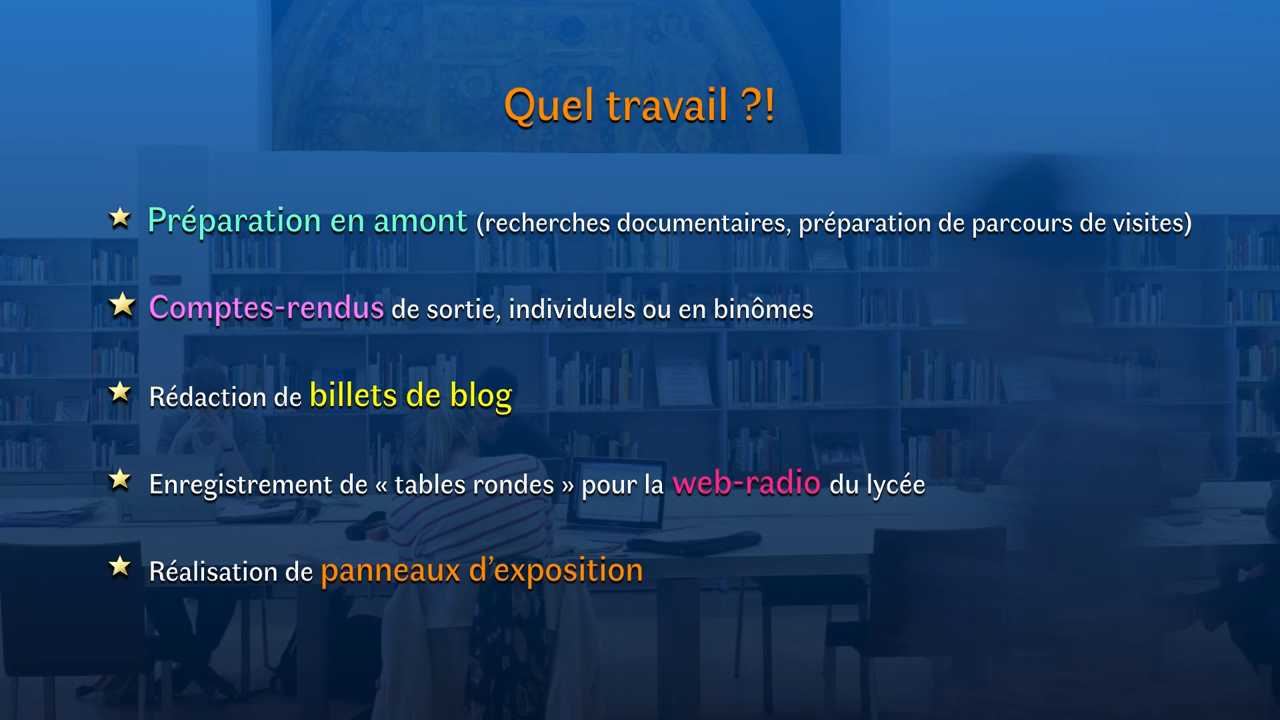 Quel travail ?!
Préparation en amont (recherches documentaires, préparation de parcours de visites)
Comptes-rendus de sortie, individuels ou en binômes
Rédaction de billets de blog
Enregistrement de « tables rondes » pour la web-radio du lycée
Réalisation de panneaux d’exposition